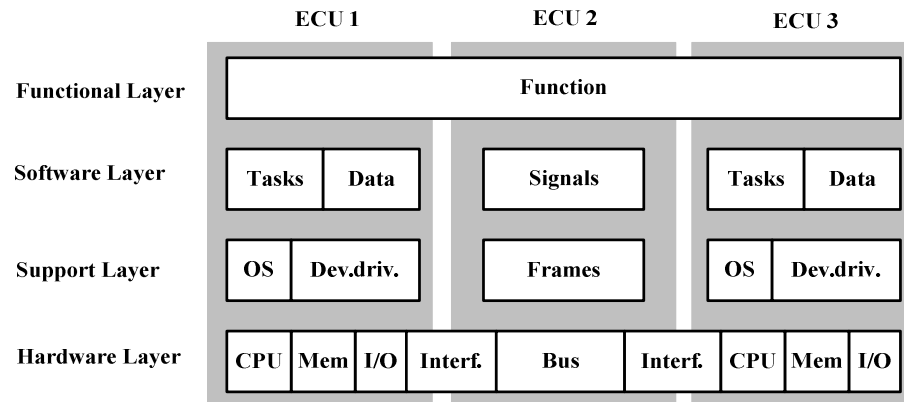 ECU 1 ECU 2 ECU 3
Functional Layer Function
Software Layer Tasks Data Signals Tasks Data
Support Layer OS Dev.driv. Frames OS Dev.driv.
Hardware Layer CPU Mem I/O Interf. Bus Interf. CPU Mem I/O